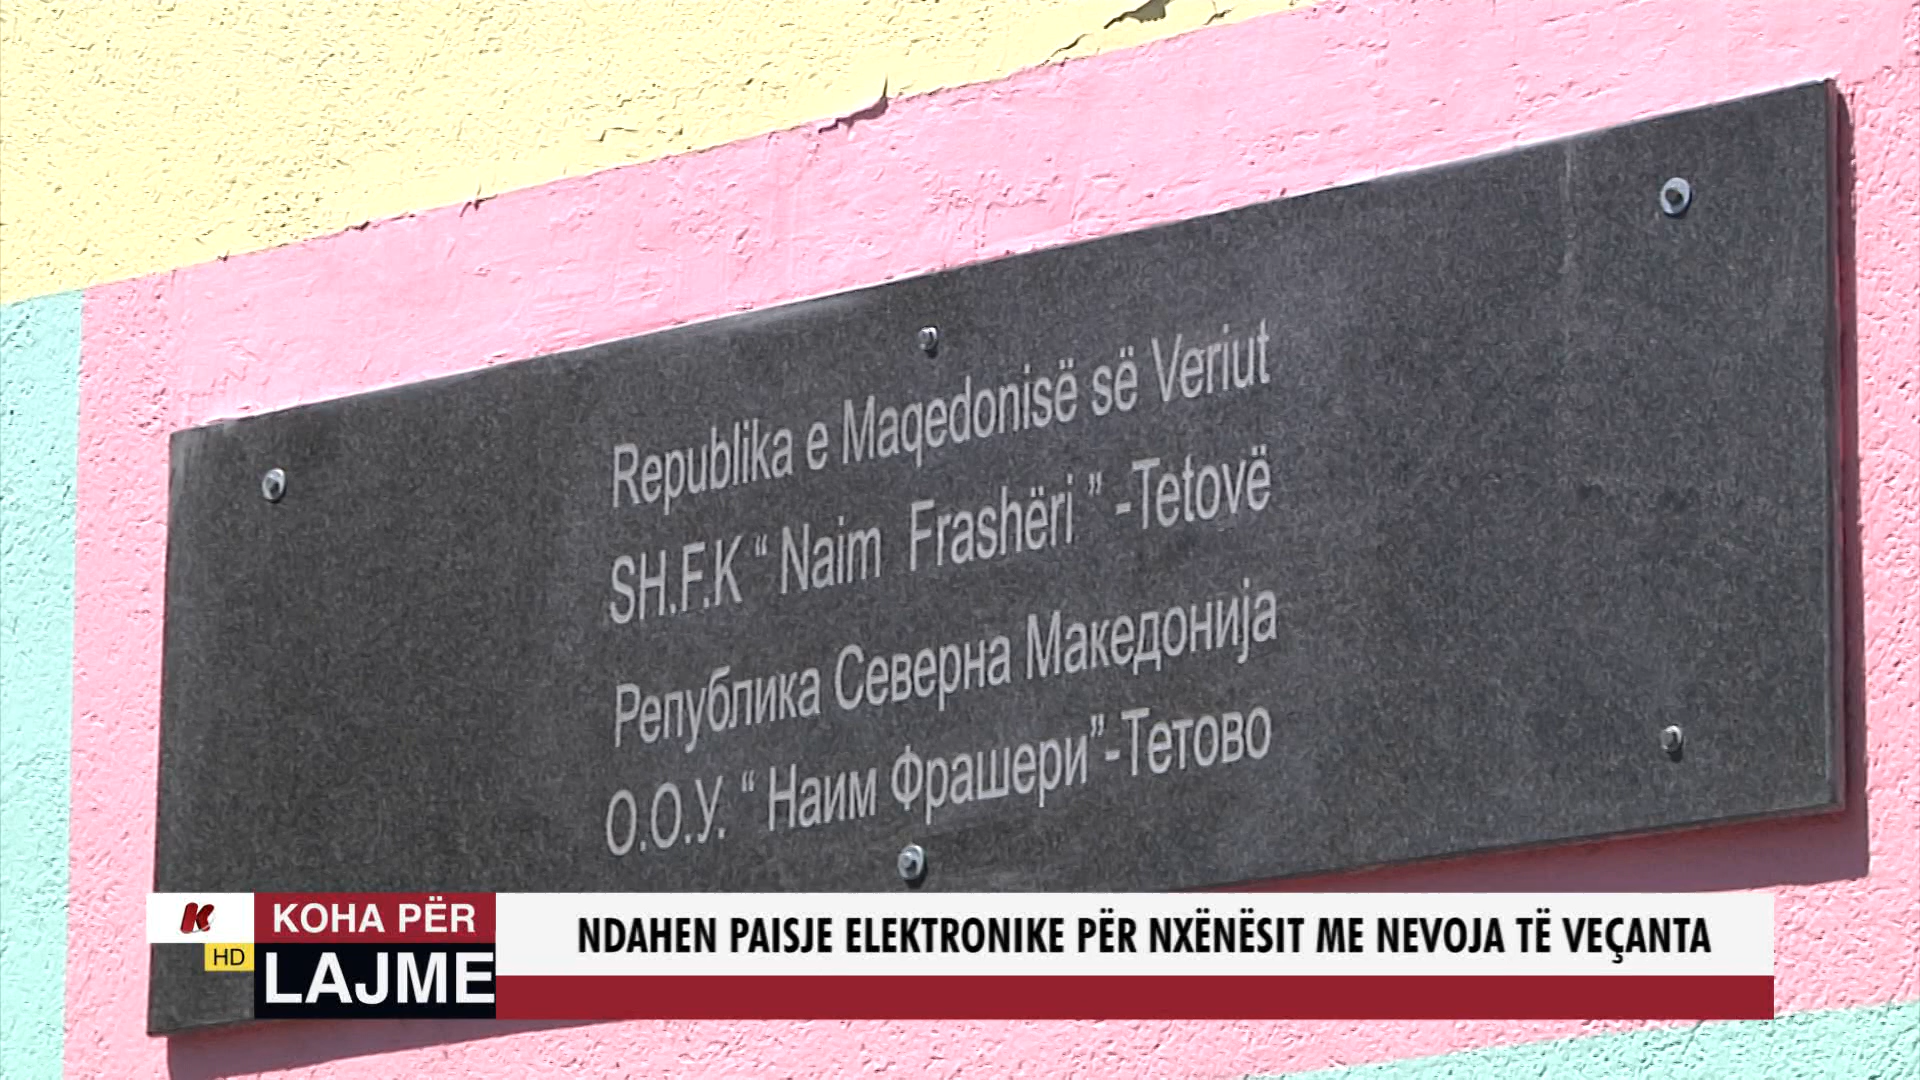 Republika e Maqedonisë së Veriut
SH.F.K “ Naim Frashëri ” -Tetovë
Република Северна Македонија
О.О.У. “ Наим Фрашери”-Тетово
K
HD
KOHA PËR
LAJME
NDAHEN PAISJE ELEKTRONIKE PËR NXËNËSIT ME NEVOJA TË VEÇANTA